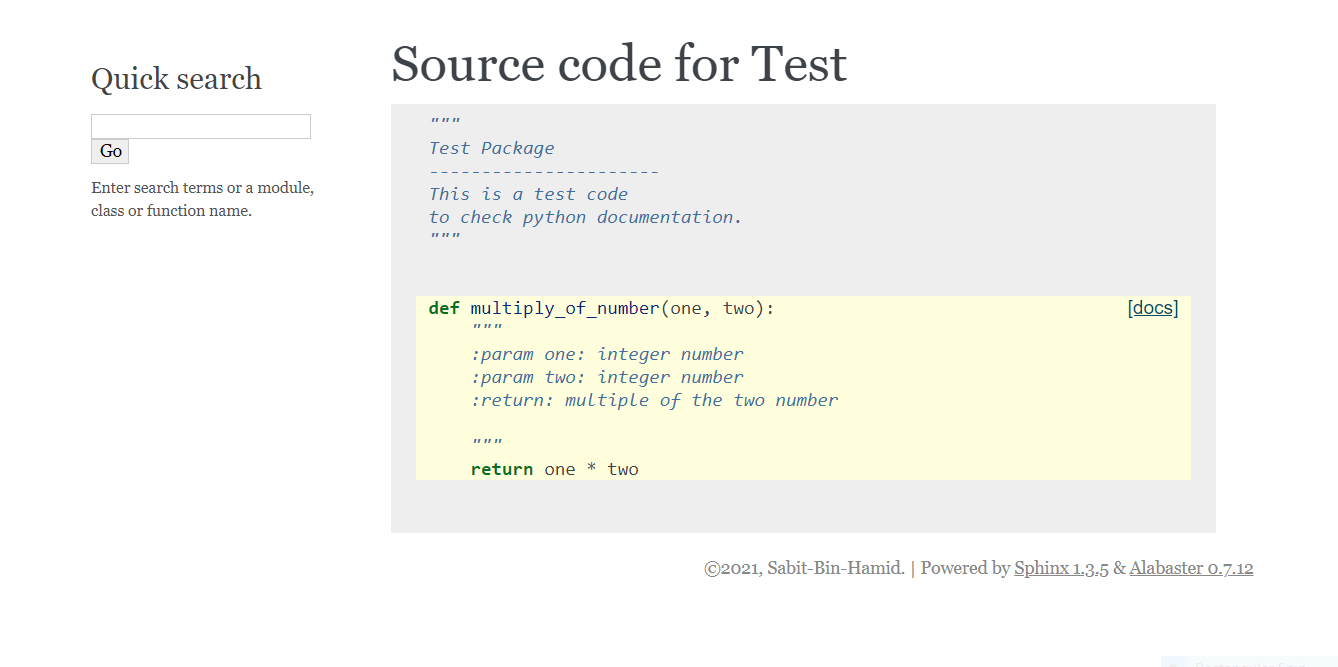 Quick search
Go
Enter search terms or a module,
class or function name.
Source code for Test
"""
Test Package
----------------------
This is a test code
to check python documentation.
"""
def multiply_of_number(one, two):
[docs]
"""
:param one: integer number
:param two: integer number
:return: multiple of the two number
"""
return one * two
©2021, Sabit-Bin-Hamid. | Powered by Sphinx 1.3.5 & Alabaster 0.7.12